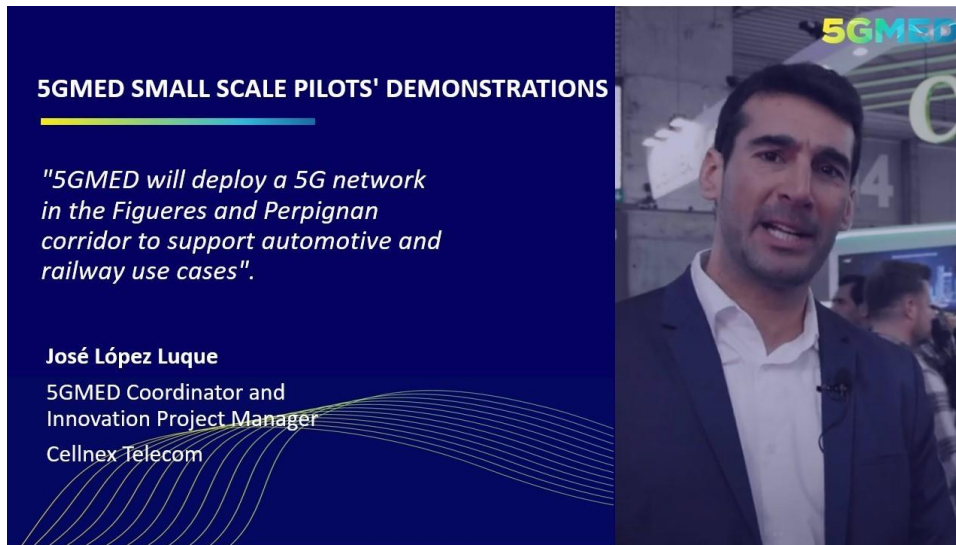 5GMED
5GMED SMALL SCALE PILOTS' DEMONSTRATIONS
"5GMED will deploy a 5G network
in the Figueres and Perpignan
corridor to support automotive and
railway use cases".
José López Luque
5GMED Coordinator and
Innovation Project Manager
Cellnex Telecom